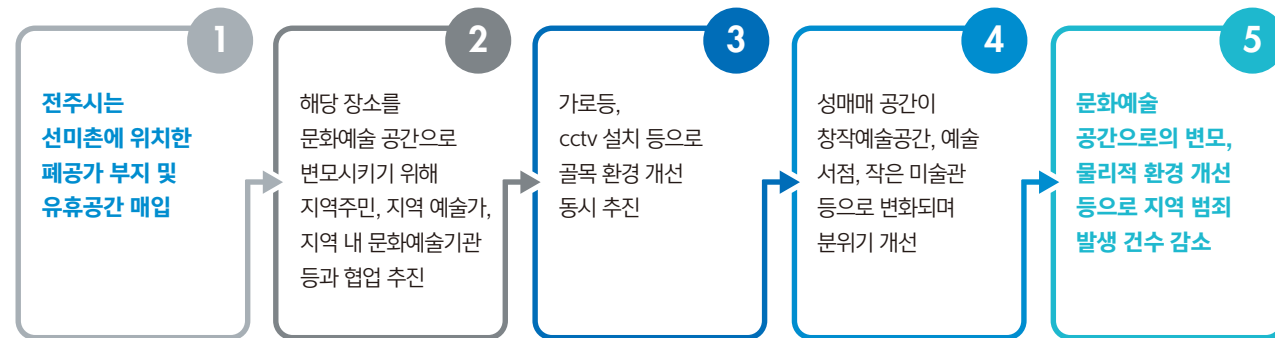 1
전주시는
선미촌에 위치한
폐공가 부지 및
유휴공간 매입
2
해당 장소를
문화예술 공간으로
변모시키기 위해
지역주민, 지역 예술가,
지역 내 문화예술기관
등과 협업 추진
3
가로등,
cctv 설치 등으로
골목 환경 개선
동시 추진
4
성매매 공간이
창작예술공간, 예술
서점, 작은 미술관
등으로 변화되며
분위기 개선
5
문화예술
공간으로의 변모,
물리적 환경 개선
등으로 지역 범죄
발생 건수 감소